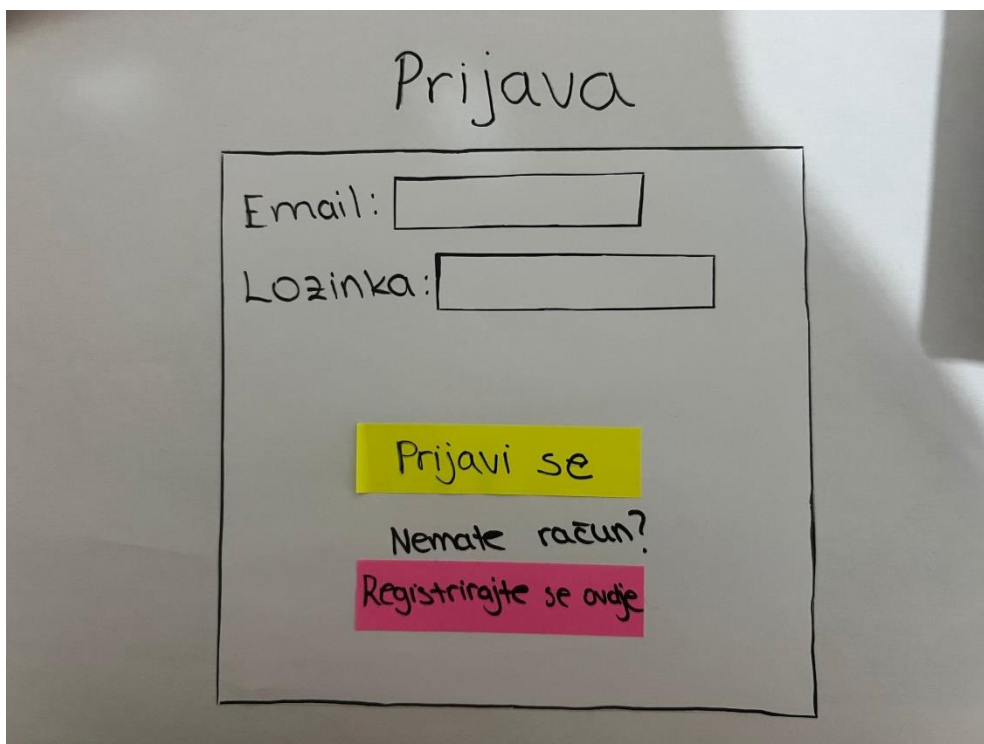 Prijava
Email:
Lozinka:
Prijavi se
Nemate račun?
Registrirajte se ovdje